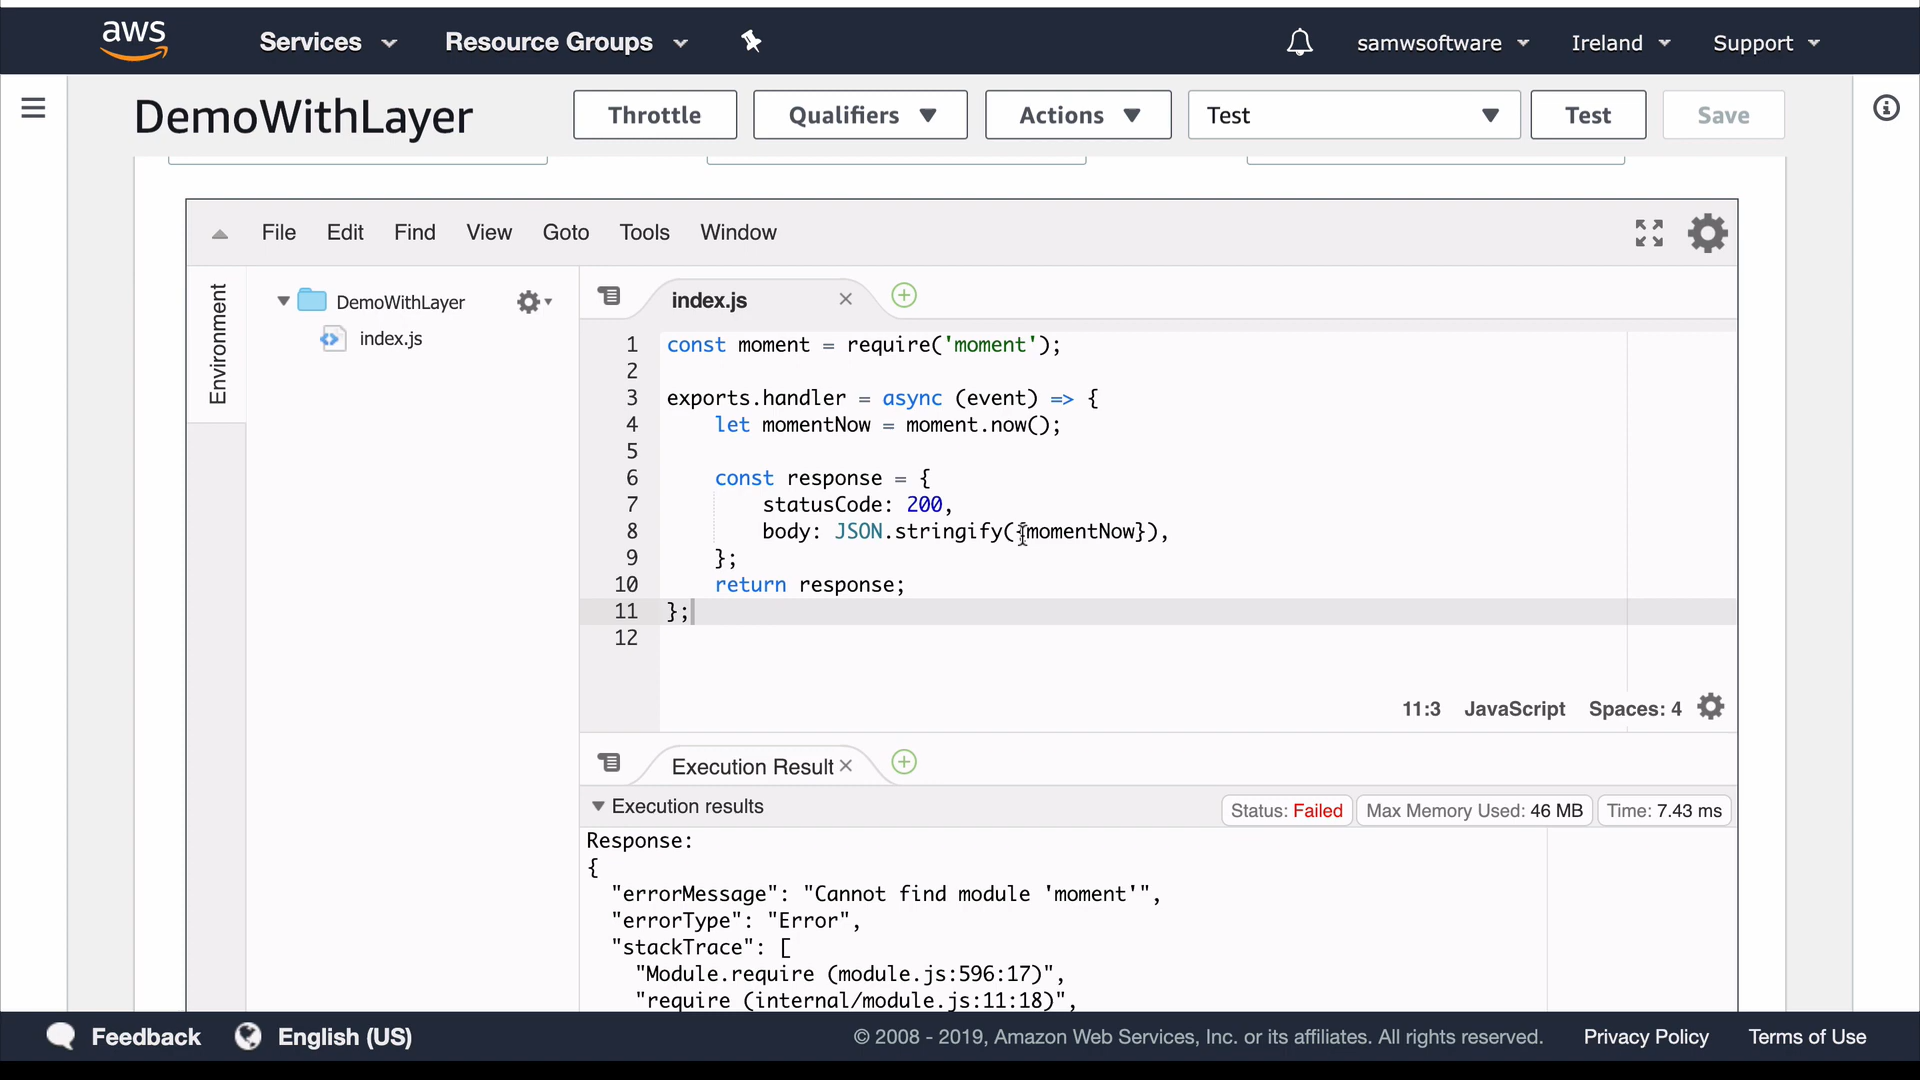 aws Services Resource Groups samwsoftware Ireland Support
DemoWithLayer Throttle Qualifiers Actions Test Test Save
File Edit Find View Goto Tools Window
Environment
DemoWithLayer
index.js
index.js
1 const moment = require('moment');
2
3 exports.handler = async (event) => {
4 let momentNow = moment.now();
5
6 const response = {
7 statusCode: 200,
8 body: JSON.stringify({momentNow}),
9 };
10 return response;
11 };
12
11:3 JavaScript Spaces: 4
Execution Result
Execution results Status: Failed Max Memory Used: 46 MB Time: 7.43 ms
Response:
{
"errorMessage": "Cannot find module 'moment'",
"errorType": "Error",
"stackTrace": [
"Module.require (module.js:596:17)",
"require (internal/module.js:11:18)",
Feedback English (US) © 2008 - 2019, Amazon Web Services, Inc. or its affiliates. All rights reserved. Privacy Policy Terms of Use